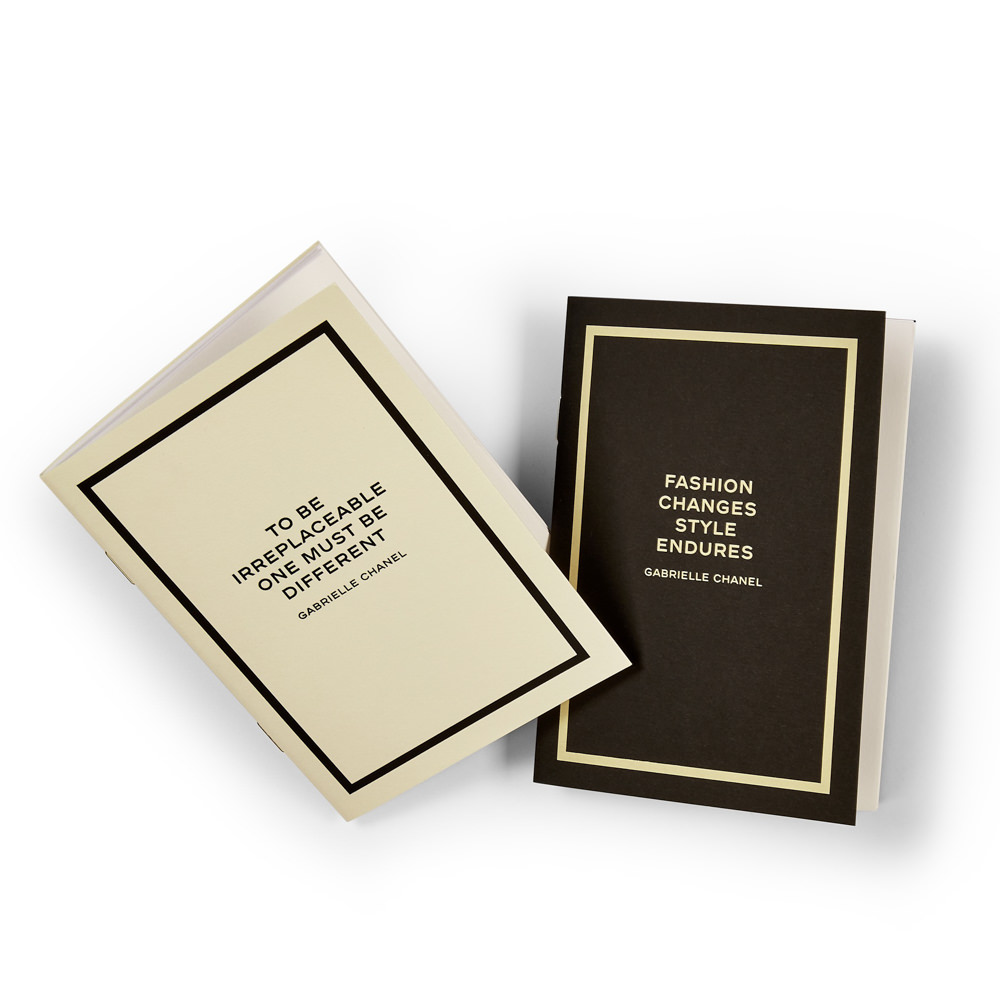 TO BE
IRREPLACEABLE
ONE MUST BE
DIFFERENT
GABRIELLE CHANEL
FASHION
CHANGES
STYLE
ENDURES
GABRIELLE CHANEL